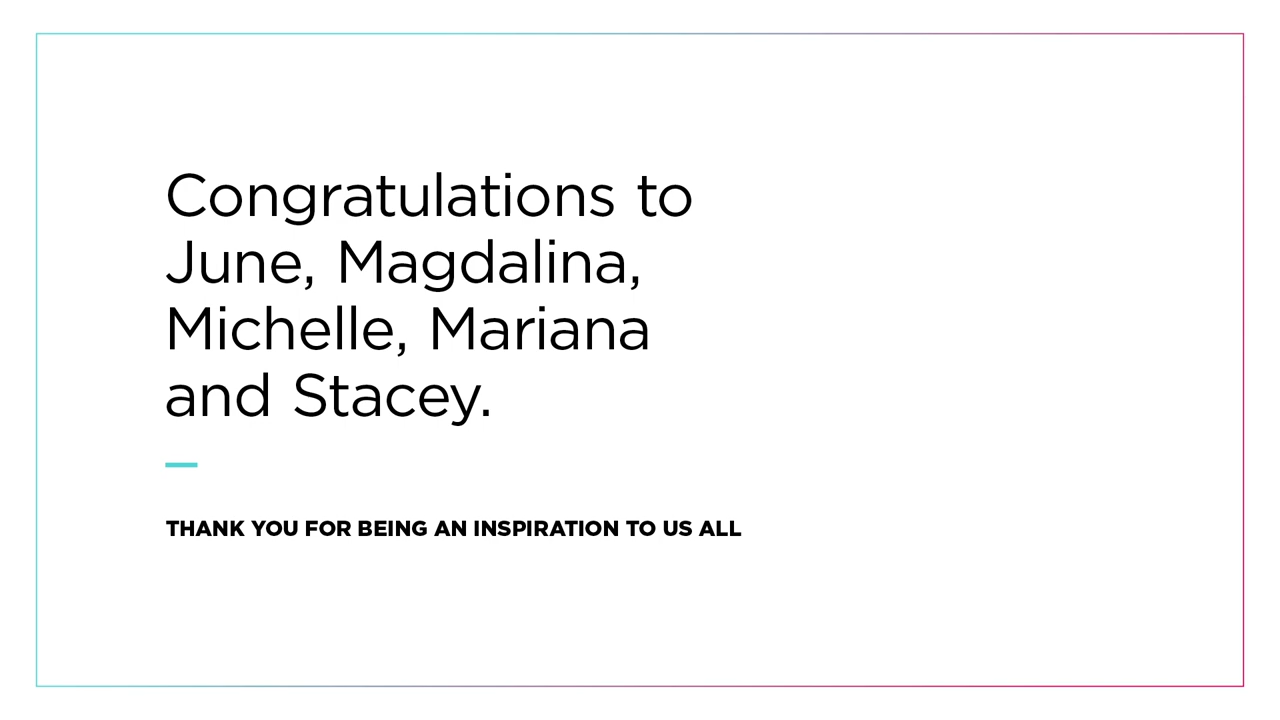 Congratulations to
June, Magdalina,
Michelle, Mariana
and Stacey.
THANK YOU FOR BEING AN INSPIRATION TO US ALL